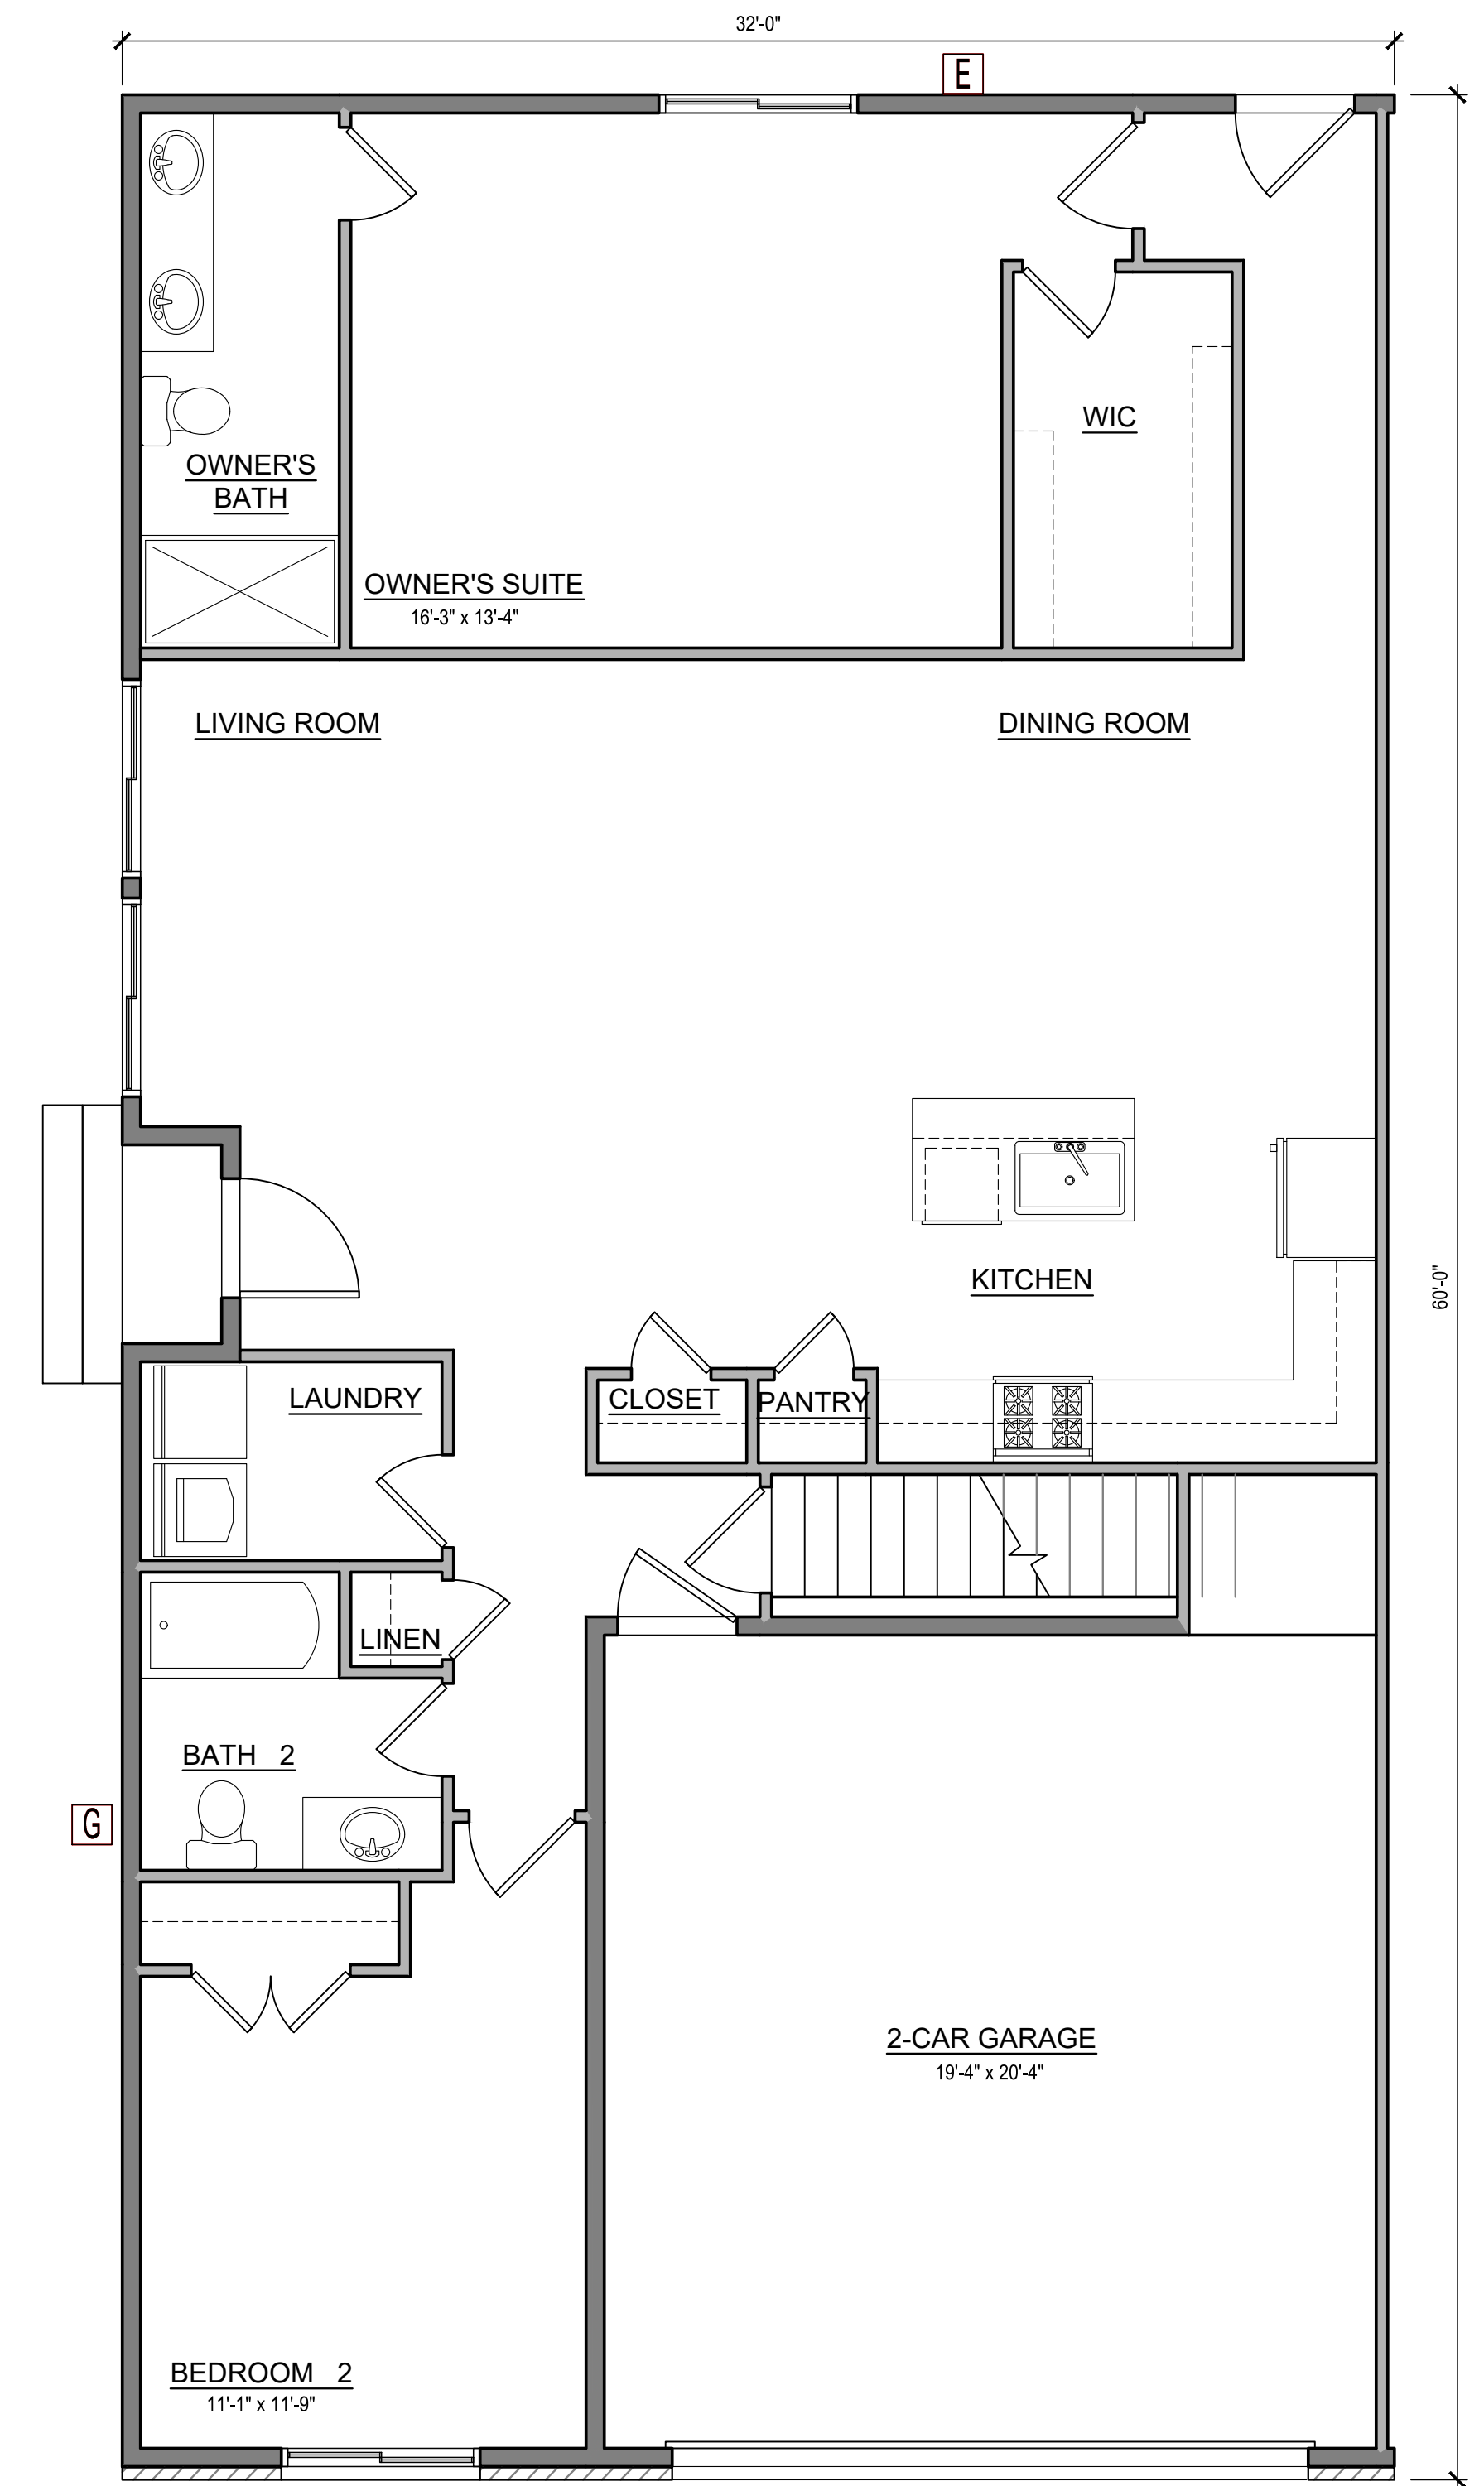 32'-0"
E
WIC
OWNER'S
BATH
OWNER'S SUITE
16'-3" x 13'-4"
LIVING ROOM
DINING ROOM
KITCHEN
60'-0"
LAUNDRY
CLOSET
PANTRY
LINEN
BATH 2
G
2-CAR GARAGE
19'-4" x 20'-4"
BEDROOM 2
11'-1" x 11'-9"